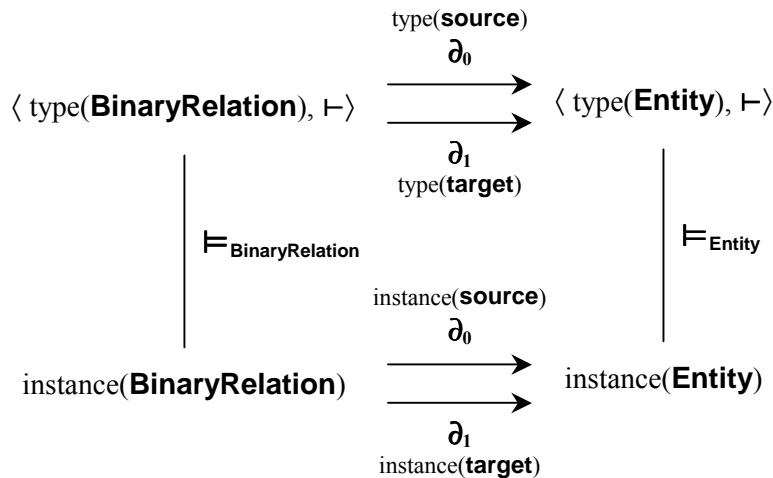 type(source)
∂0
⟨ type(BinaryRelation), ⊢⟩
⟨ type(Entity), ⊢⟩
∂1
type(target)
⊨BinaryRelation
⊨Entity
instance(source)
∂0
instance(BinaryRelation)
instance(Entity)
∂1
instance(target)